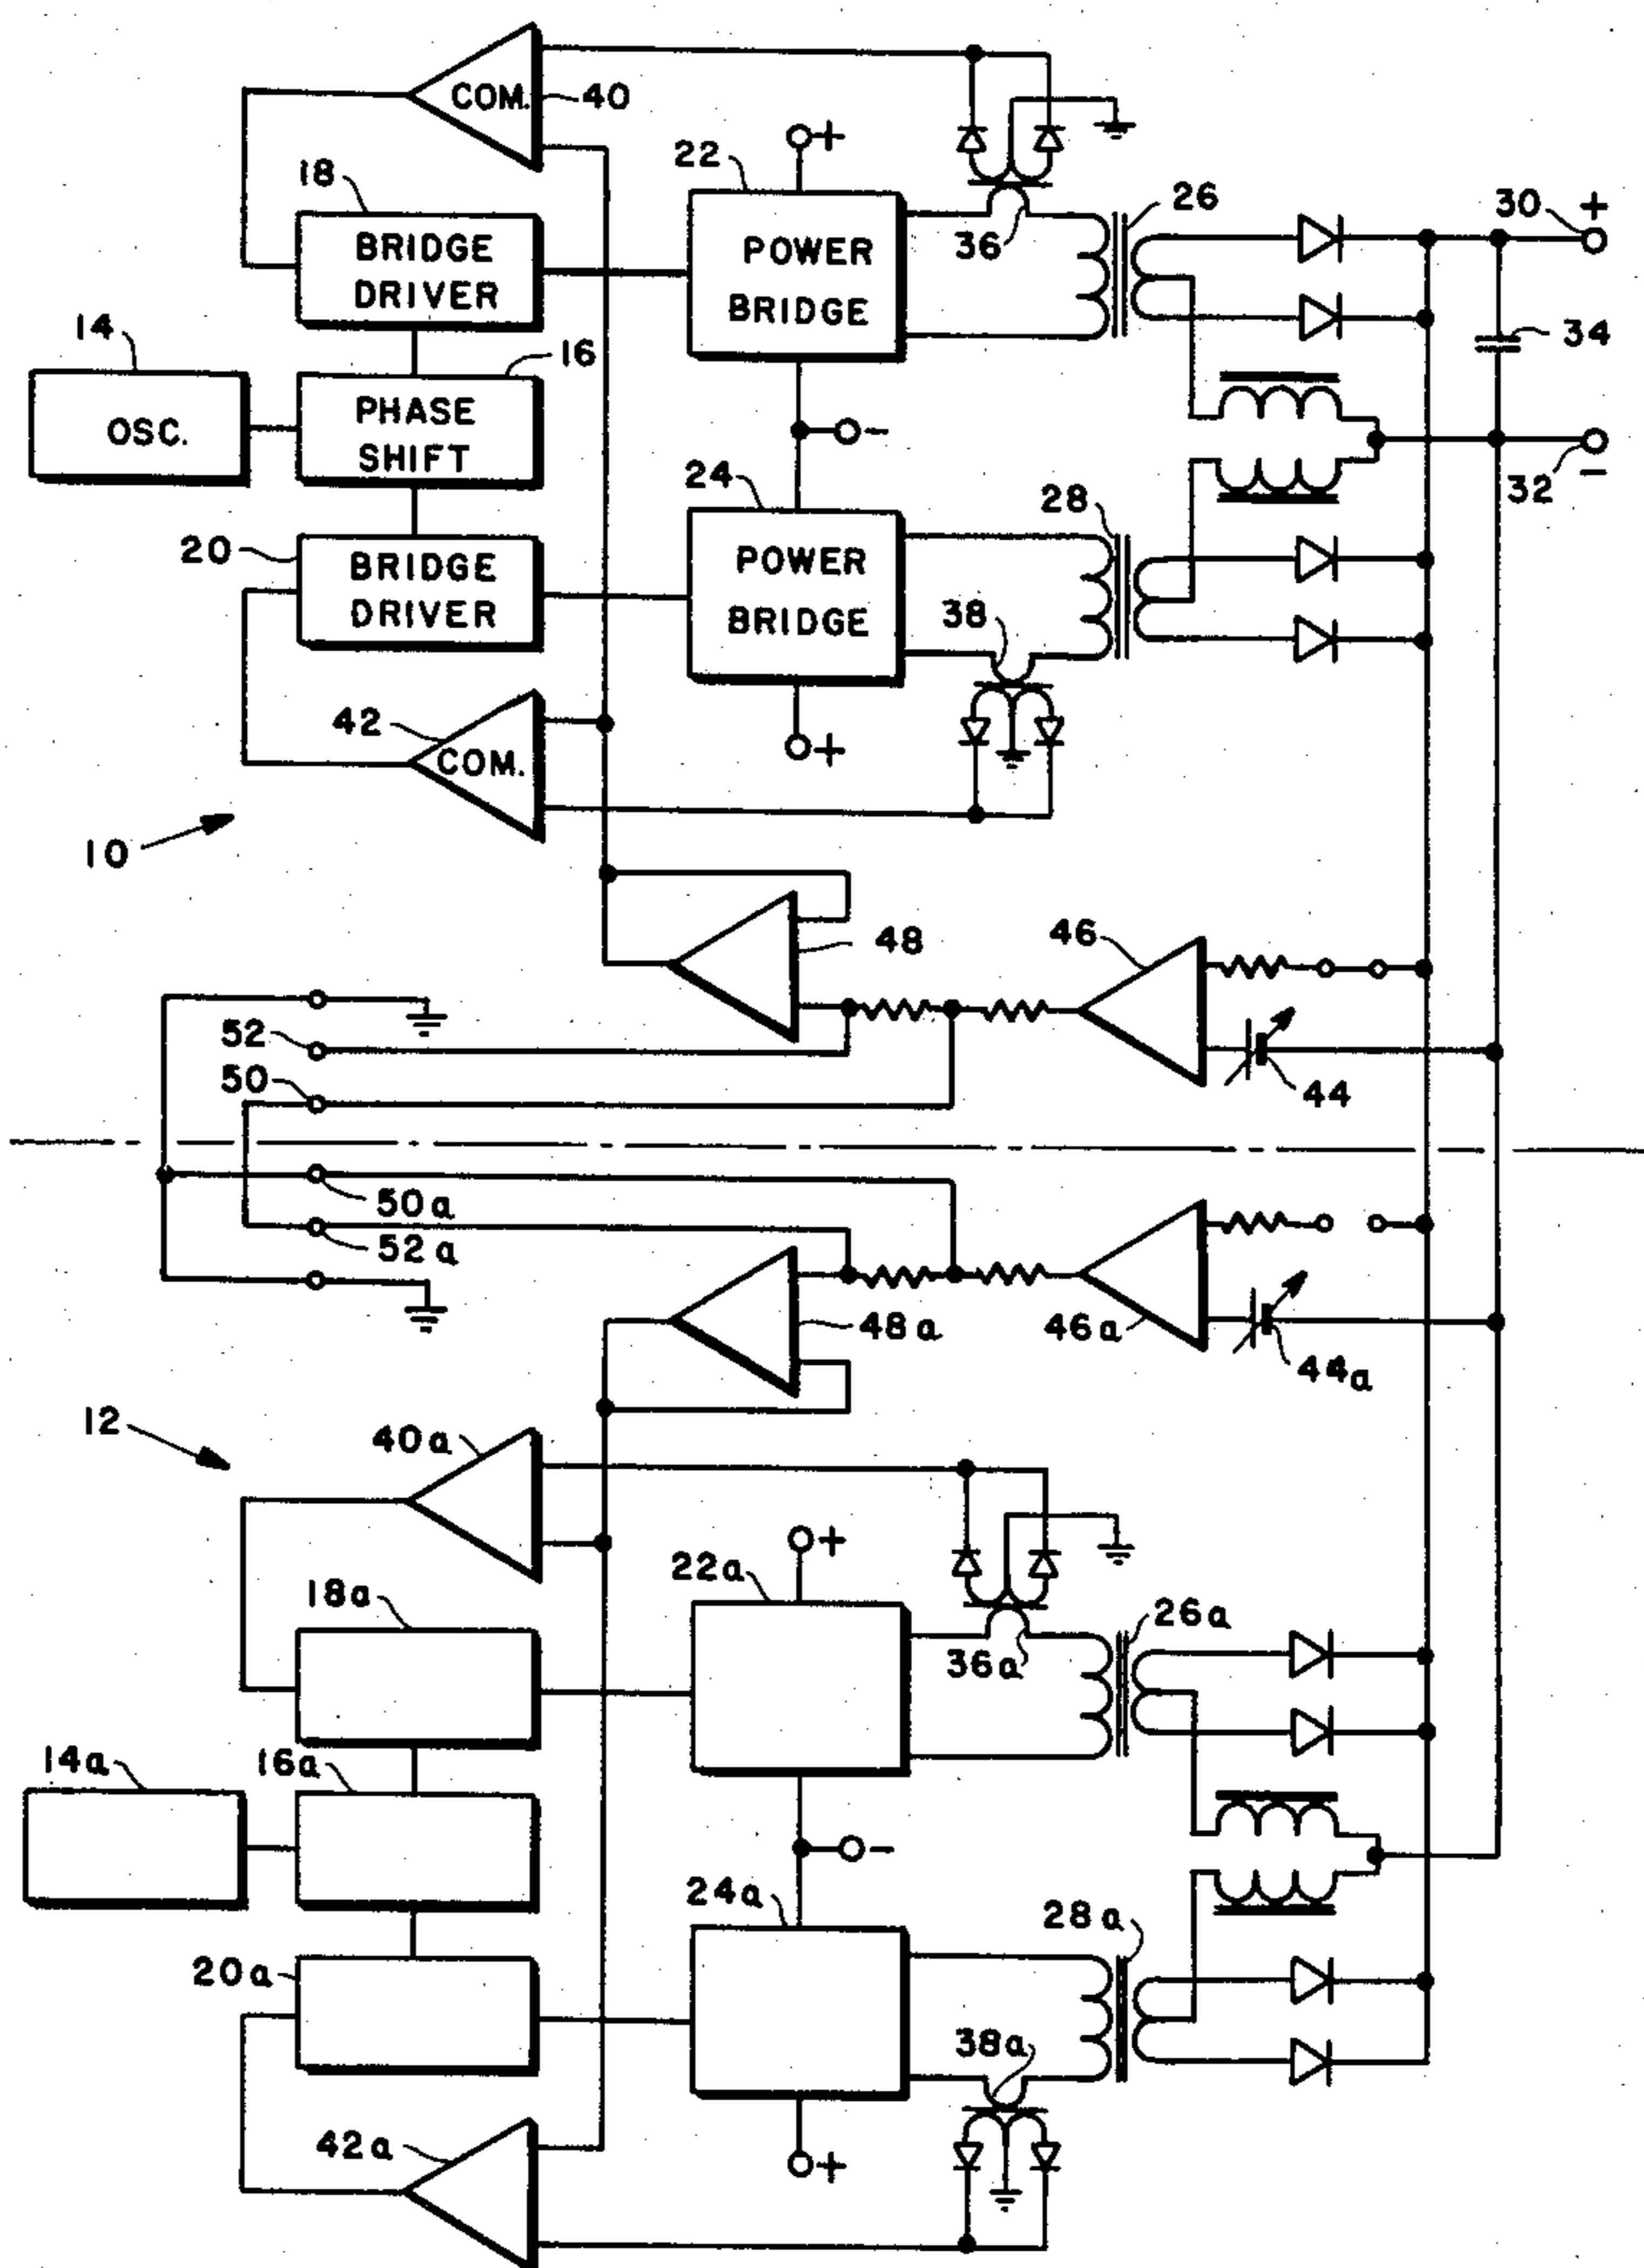 COM.
40
+
22
18
26
30 +
BRIDGE
DRIVER
POWER
BRIDGE
36
14
16
34
OSC.
PHASE
SHIFT
-
24
28
32 -
20
BRIDGE
DRIVER
POWER
BRIDGE
38
42
COM.
+
10
48
46
52
50
44
50a
52a
48a
46a
44a
12
40a
+
22a
18a
26a
36a
14a
16a
-
24a
28a
20a
38a
42a
+